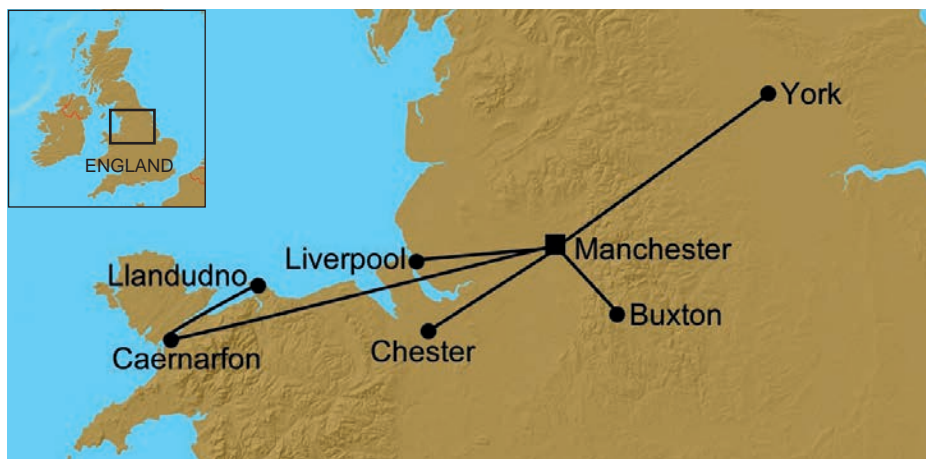 ENGLAND
York
Manchester
Liverpool
Llandudno
Buxton
Chester
Caernarfon